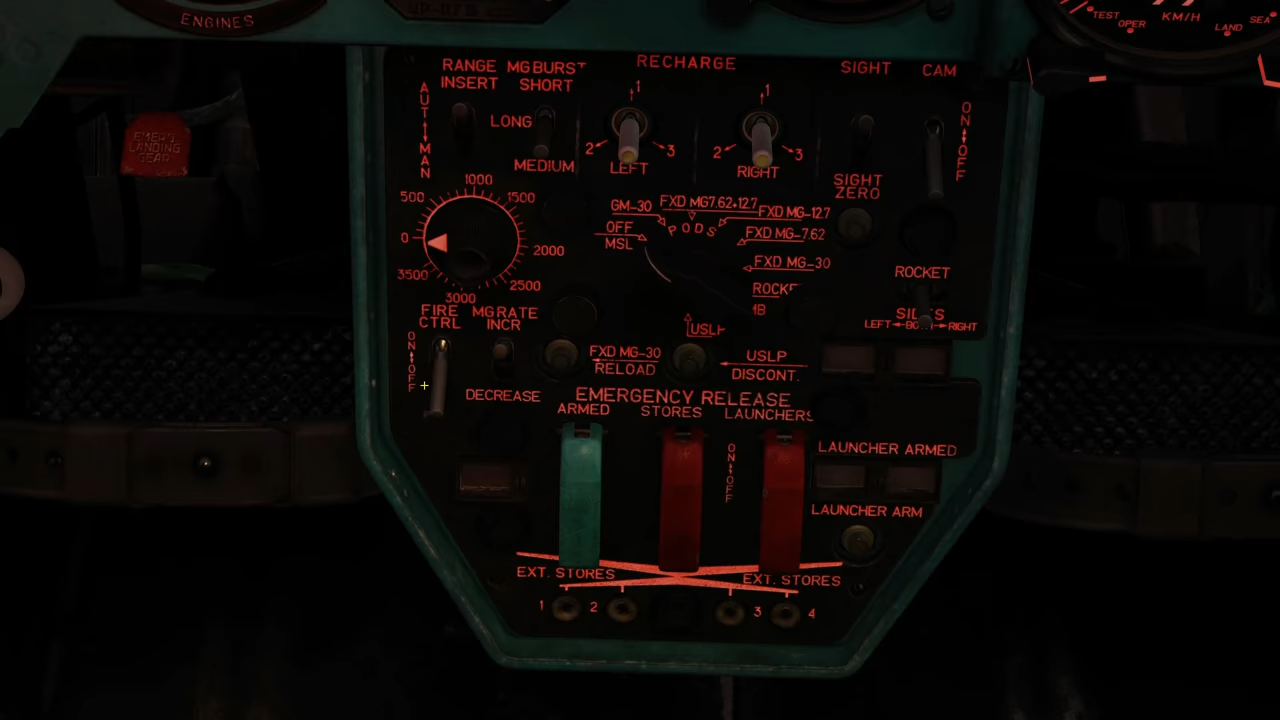 ENGINES
TEST
OPER
KM/H
LAND
SEA
EMERG
LANDING
GEAR
RANGE
INSERT
MG BURST
SHORT
RECHARGE
SIGHT
CAM
AUT
MAN
LONG
MEDIUM
1
2
3
LEFT
1
2
3
RIGHT
ON
OFF
SIGHT
ZERO
0
500
1000
1500
2000
2500
3000
3500
GM-30
FXD MG7.62+12.7
FXD MG-12.7
OFF
MSL
PODS
FXD MG-7.62
FXD MG-30
USLP
ROCKET
SIDES
LEFT BOTH RIGHT
FIRE
CTRL
MG RATE
INCR
ON
OFF
DECREASE
FXD MG-30
RELOAD
USLP
DISCONT.
EMERGENCY RELEASE
ARMED
STORES
LAUNCHERS
ON
OFF
LAUNCHER ARMED
LAUNCHER ARM
EXT. STORES
EXT. STORES
1
2
3
4